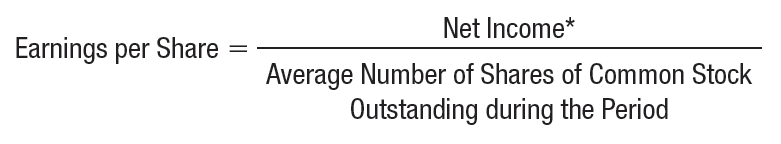 Net Income*
Earnings per Share =
Average Number of Shares of Common Stock
Outstanding during the Period